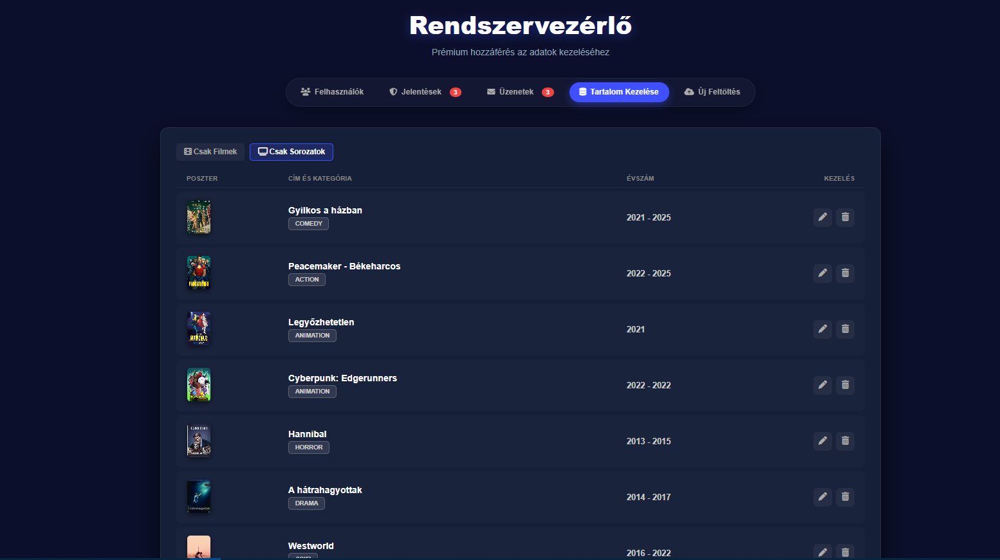 Rendszervezérlő
Prémium hozzáférés az adatok kezeléséhez
Felhasználók Jelentések 3 Üzenetek 3 Tartalom Kezelése Új Feltöltés
Csak Filmek Csak Sorozatok
POSZTER CÍM ÉS KATEGÓRIA ÉVSZÁM KEZELÉS
Gyilkos a házban
COMEDY
2021 - 2025
Peacemaker - Békeharcos
ACTION
2022 - 2025
Legyőzhetetlen
ANIMATION
2021
Cyberpunk: Edgerunners
ANIMATION
2022 - 2022
Hannibal
HORROR
2013 - 2015
A hátrahagyottak
DRAMA
2014 - 2017
Westworld
2016 - 2022